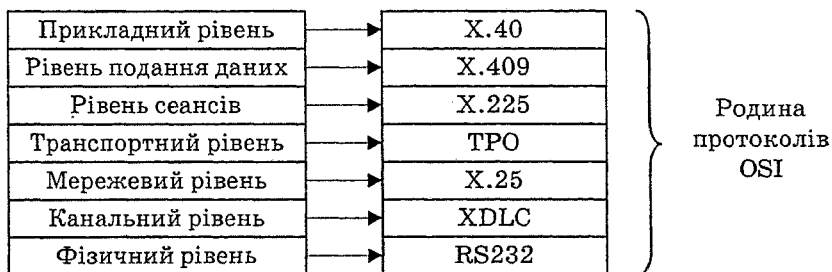 Прикладний рівень
X.40
Рівень подання даних
X.409
Рівень сеансів
X.225
Транспортний рівень
TPO
Мережевий рівень
X.25
Канальний рівень
XDLC
Фізичний рівень
RS232
Родина
протоколів
OSI